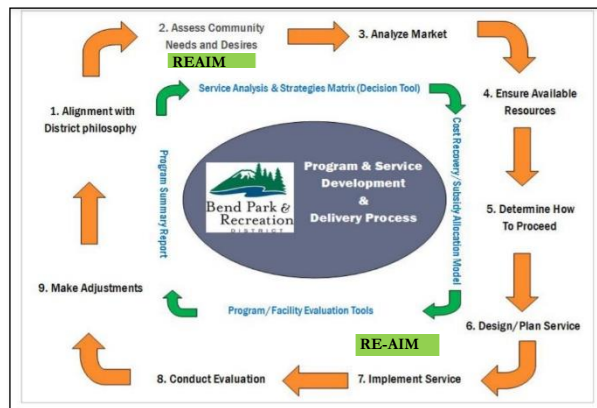 2. Assess Community
Needs and Desires
REAIM
3. Analyze Market
1. Alignment with
District philosophy
Service Analysis & Strategies Matrix (Decision Tool)
4. Ensure Available
Resources
Cost Recovery/Subsidy Allocation Model
Program Summary Report
Program & Service
Development
&
Delivery Process
Bend Park &
Recreation
DISTRICT
5. Determine How
To Proceed
9. Make Adjustments
Program/Facility Evaluation Tools
6. Design/Plan Service
RE-AIM
8. Conduct Evaluation
7. Implement Service